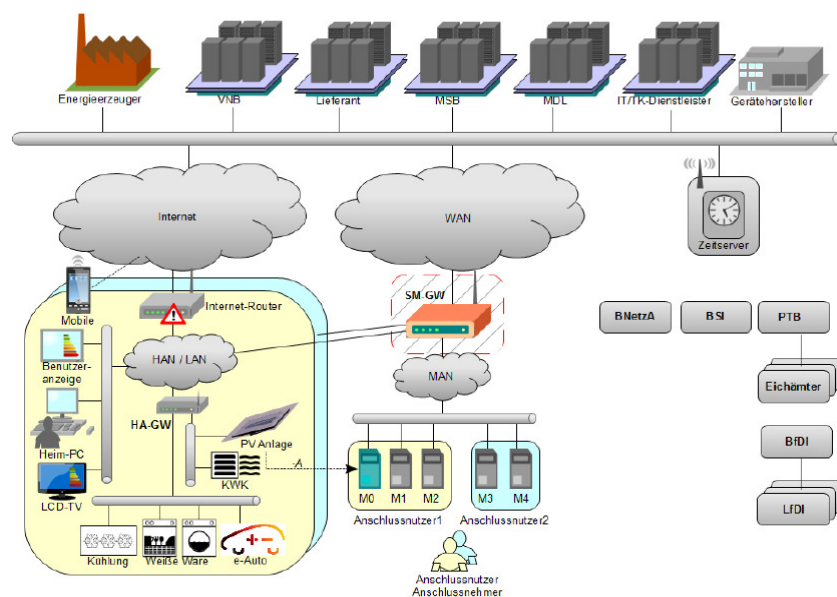 Energieerzeuger
VNB
Lieferant
MSB
MDL
IT/TK-Dienstleister
Gerätehersteller
Internet
WAN
Zeitserver
Mobile
Internet-Router
SM-GW
BNetzA
BSI
PTB
Benutzer-
anzeige
HAN / LAN
MAN
Eichämter
HA-GW
Heim-PC
PV Anlage
BfDI
A
KWK
LCD-TV
M0
M1
M2
M3
M4
LfDI
Anschlussnutzer1
Anschlussnutzer2
Kühlung
Weiße Ware
e-Auto
Anschlussnutzer
Anschlussnehmer